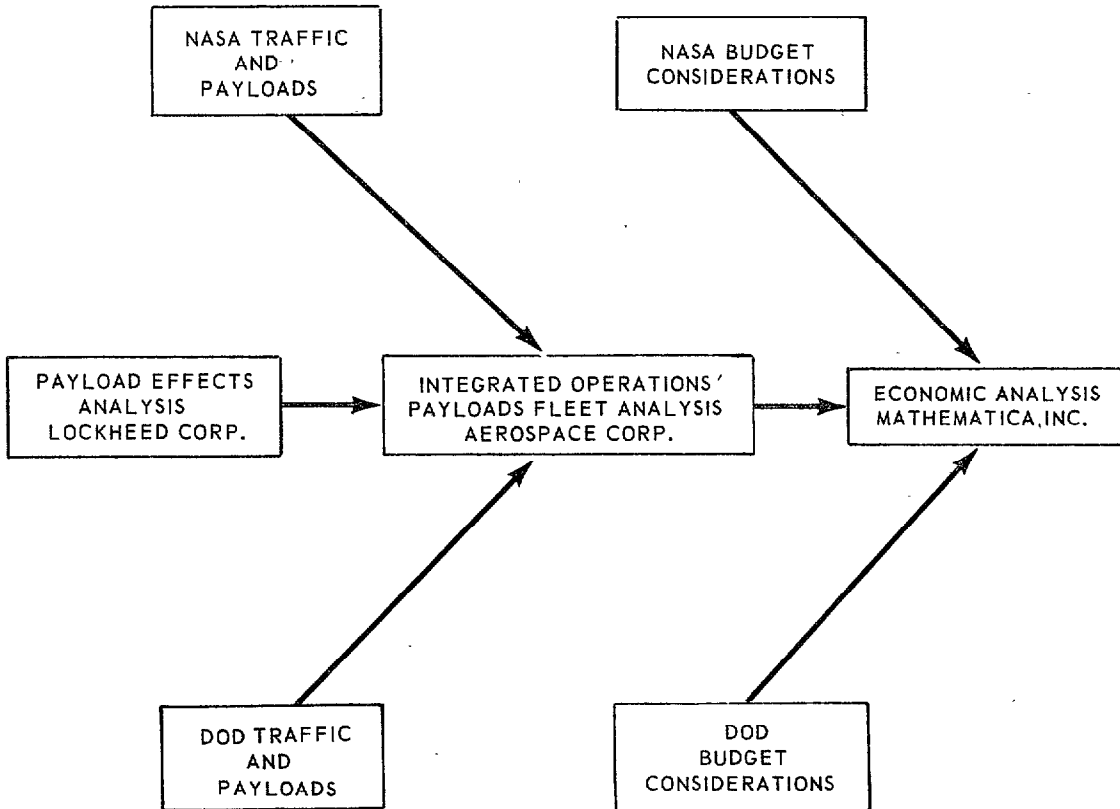 NASA TRAFFIC
AND
PAYLOADS
NASA BUDGET
CONSIDERATIONS
PAYLOAD EFFECTS
ANALYSIS
LOCKHEED CORP.
INTEGRATED OPERATIONS'
PAYLOADS FLEET ANALYSIS
AEROSPACE CORP.
ECONOMIC ANALYSIS
MATHEMATICA, INC.
DOD TRAFFIC
AND
PAYLOADS
DOD
BUDGET
CONSIDERATIONS